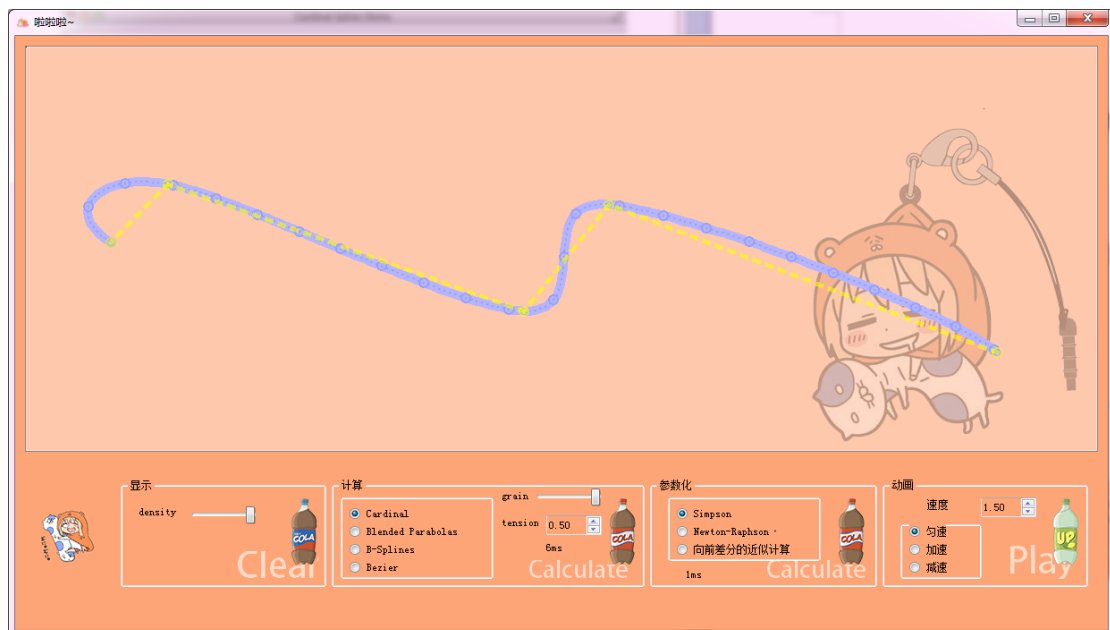 啦啦啦~
显示
density
Clear
计算
Cardinal
Blended Parabolas
B-Splines
Bezier
grain
tension 0.50
6ms
COLA
Calculate
参数化
Simpson
Newton-Raphson
向前差分的近似计算
1ms
COLA
Calculate
动画
速度 1.50
匀速
加速
减速
UP!
Play
COLA